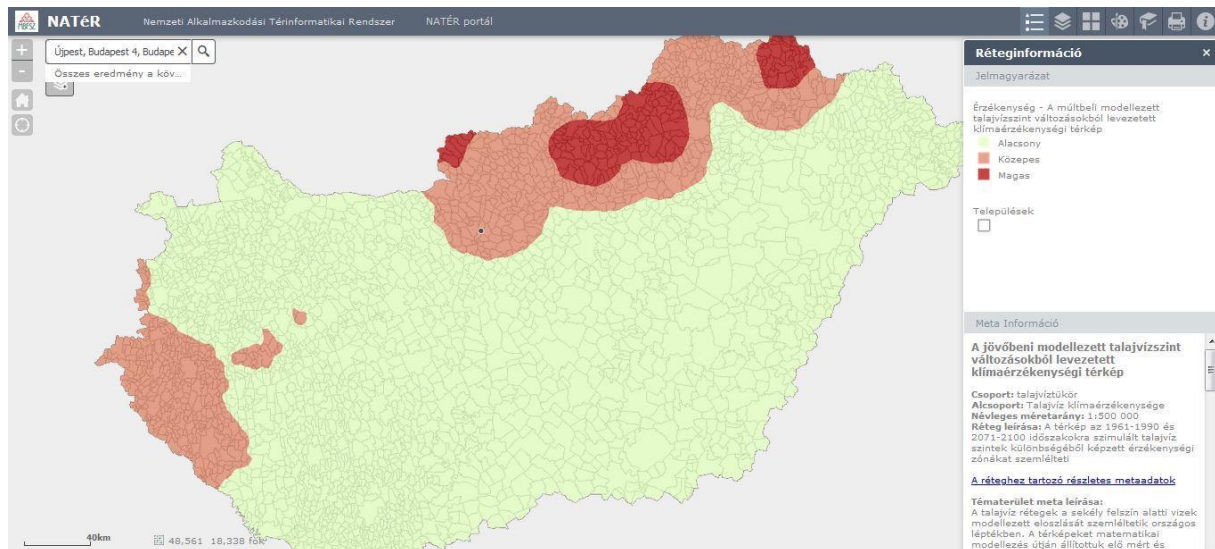 MBFSZ NATéR Nemzeti Alkalmazkodási Térinformatikai Rendszer NATÉR portál
+
Újpest, Budapest 4, Budape X
-
Összes eredmény a köv...
40km
48,561 18,338 fok
Réteginformáció ×
Jelmagyarázat
Érzékenység - A múltbeli modellezett
talajvízszint változásokból levezetett
klímaérzékenységi térkép
Alacsony
Közepes
Magas
Települések
Meta Információ
A jövőbeni modellezett talajvízszint
változásokból levezetett
klímaérzékenységi térkép
Csoport: talajvíztükör
Alcsoport: Talajvíz klímaérzékenysége
Névleges méretarány: 1:500 000
Réteg leírása: A térkép az 1961-1990 és
2071-2100 időszakokra szimulált talajvíz
szintek különbségéből képzett érzékenységi
zónákat szemlélteti
A réteghez tartozó részletes metaadatok
Tématerület meta leírása:
A talajvíz rétegek a sekély felszín alatti vizek
modellezett eloszlását szemléltetik országos
léptékben. A térképeket matematikai
modellezés útján állítottuk elő mért és